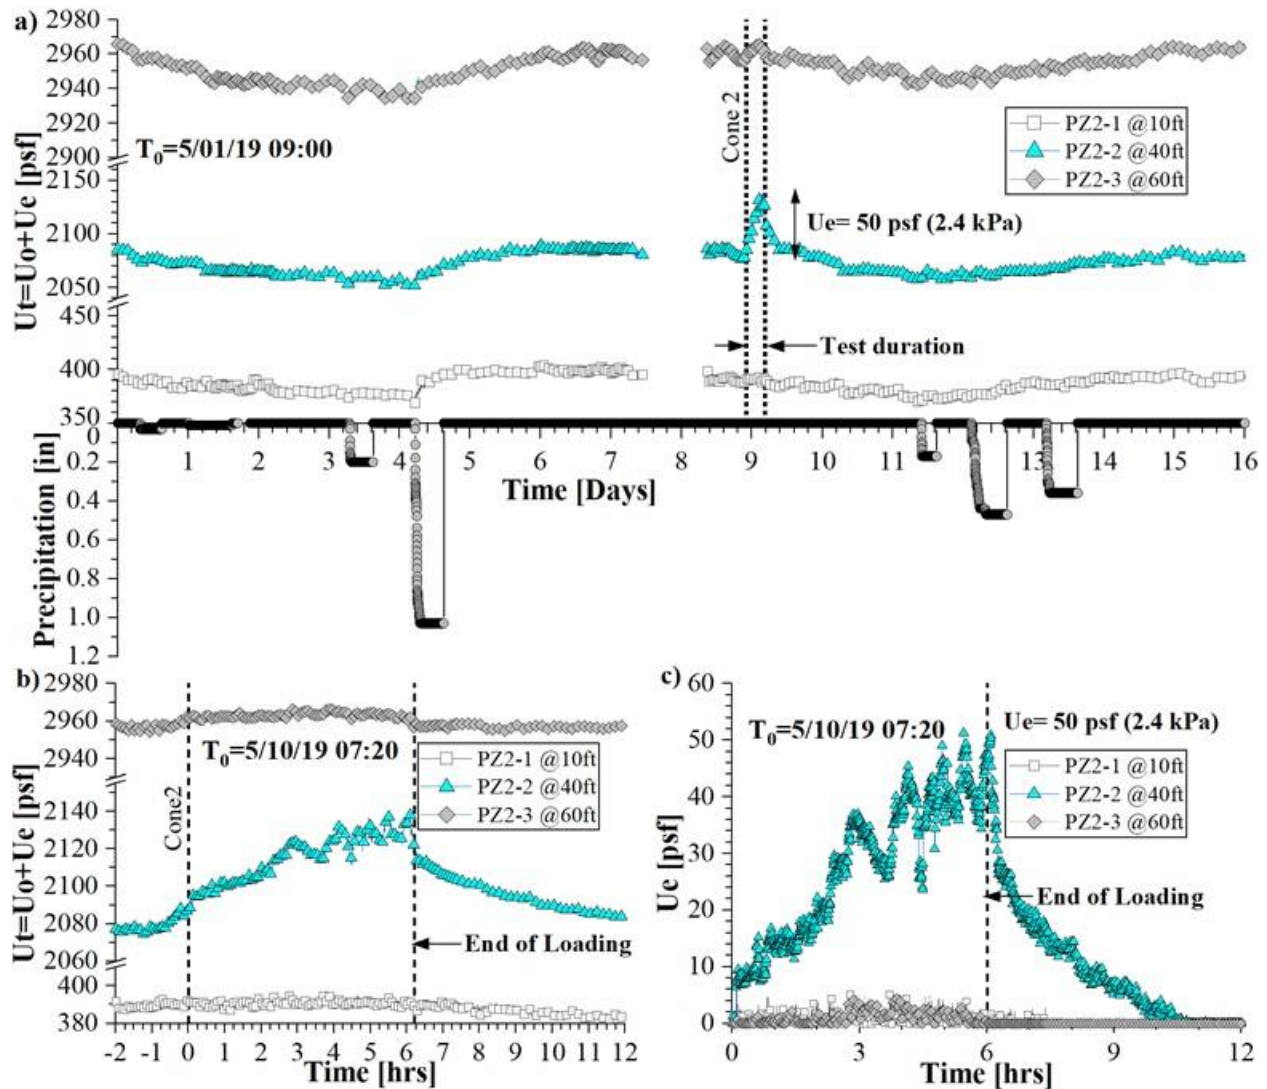 a)
2980
2960
2940
2920
2900
2150
2100
2050
450
400
350
Ut=Uo+Ue [psf]
T0=5/01/19 09:00
Cone 2
PZ2-1 @10ft
PZ2-2 @40ft
PZ2-3 @60ft
Ue= 50 psf (2.4 kPa)
Test duration
0
0.2
0.4
0.6
0.8
1.0
1.2
Precipitation [in]
1 2 3 4 5 6 7 8 9 10 11 12 13 14 15 16
Time [Days]
b)
2980
2960
2940
2140
2120
2100
2080
2060
400
380
Ut=Uo+Ue [psf]
T0=5/10/19 07:20
Cone2
PZ2-1 @10ft
PZ2-2 @40ft
PZ2-3 @60ft
End of Loading
-2 -1 0 1 2 3 4 5 6 7 8 9 10 11 12
Time [hrs]
c)
60
50
40
30
20
10
0
Ue [psf]
T0=5/10/19 07:20
Ue= 50 psf (2.4 kPa)
PZ2-1 @10ft
PZ2-2 @40ft
PZ2-3 @60ft
End of Loading
0 3 6 9 12
Time [hrs]